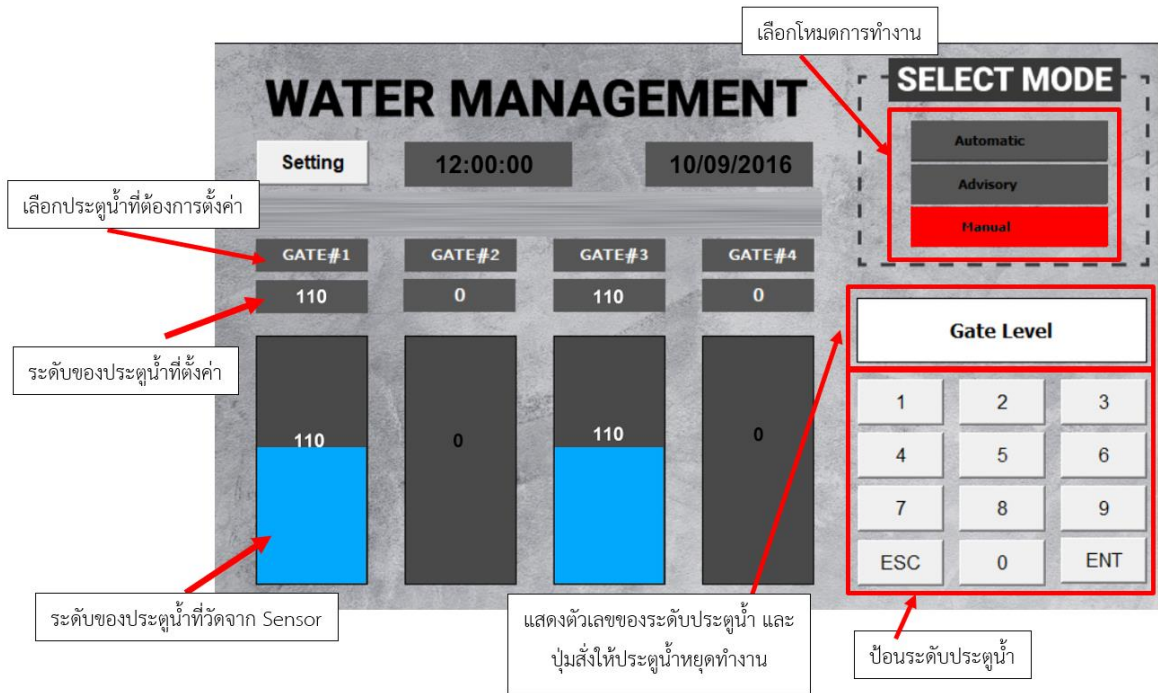 เลือกโหมดการทำงาน
WATER MANAGEMENT
SELECT MODE
Automatic
Advisory
Manual
Setting
12:00:00
10/09/2016
เลือกประตูน้ำที่ต้องการตั้งค่า
GATE#1
GATE#2
GATE#3
GATE#4
110
0
110
0
ระดับของประตูน้ำที่ตั้งค่า
Gate Level
110
0
110
0
1
2
3
4
5
6
7
8
9
ESC
0
ENT
ระดับของประตูน้ำที่วัดจาก Sensor
แสดงตัวเลขของระดับประตูน้ำ และ
ปุ่มสั่งให้ประตูน้ำหยุดทำงาน
ป้อนระดับประตูน้ำ